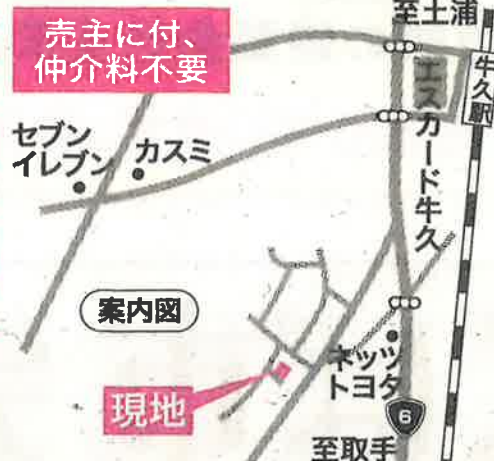 至土浦
売主に付、
仲介料不要
牛久駅
エスカード牛久
セブン
イレブン
カスミ
案内図
ネッツ
トヨタ
現地
6
至取手